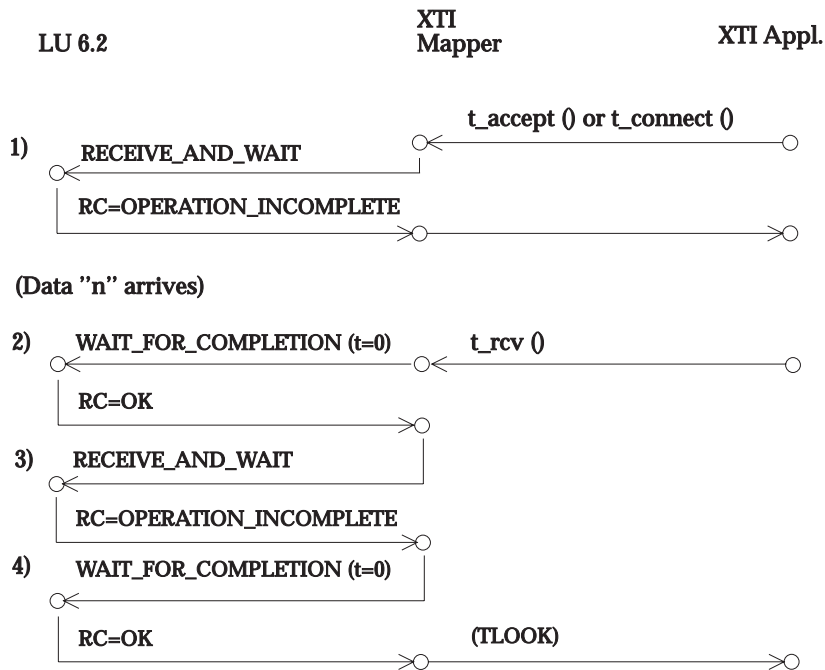 LU 6.2
XTI
Mapper
XTI Appl.
t_accept () or t_connect ()
1)
RECEIVE_AND_WAIT
RC=OPERATION_INCOMPLETE
(Data ”n” arrives)
2)
WAIT_FOR_COMPLETION (t=0)
t_rcv ()
RC=OK
3)
RECEIVE_AND_WAIT
RC=OPERATION_INCOMPLETE
4)
WAIT_FOR_COMPLETION (t=0)
RC=OK
(TLOOK)